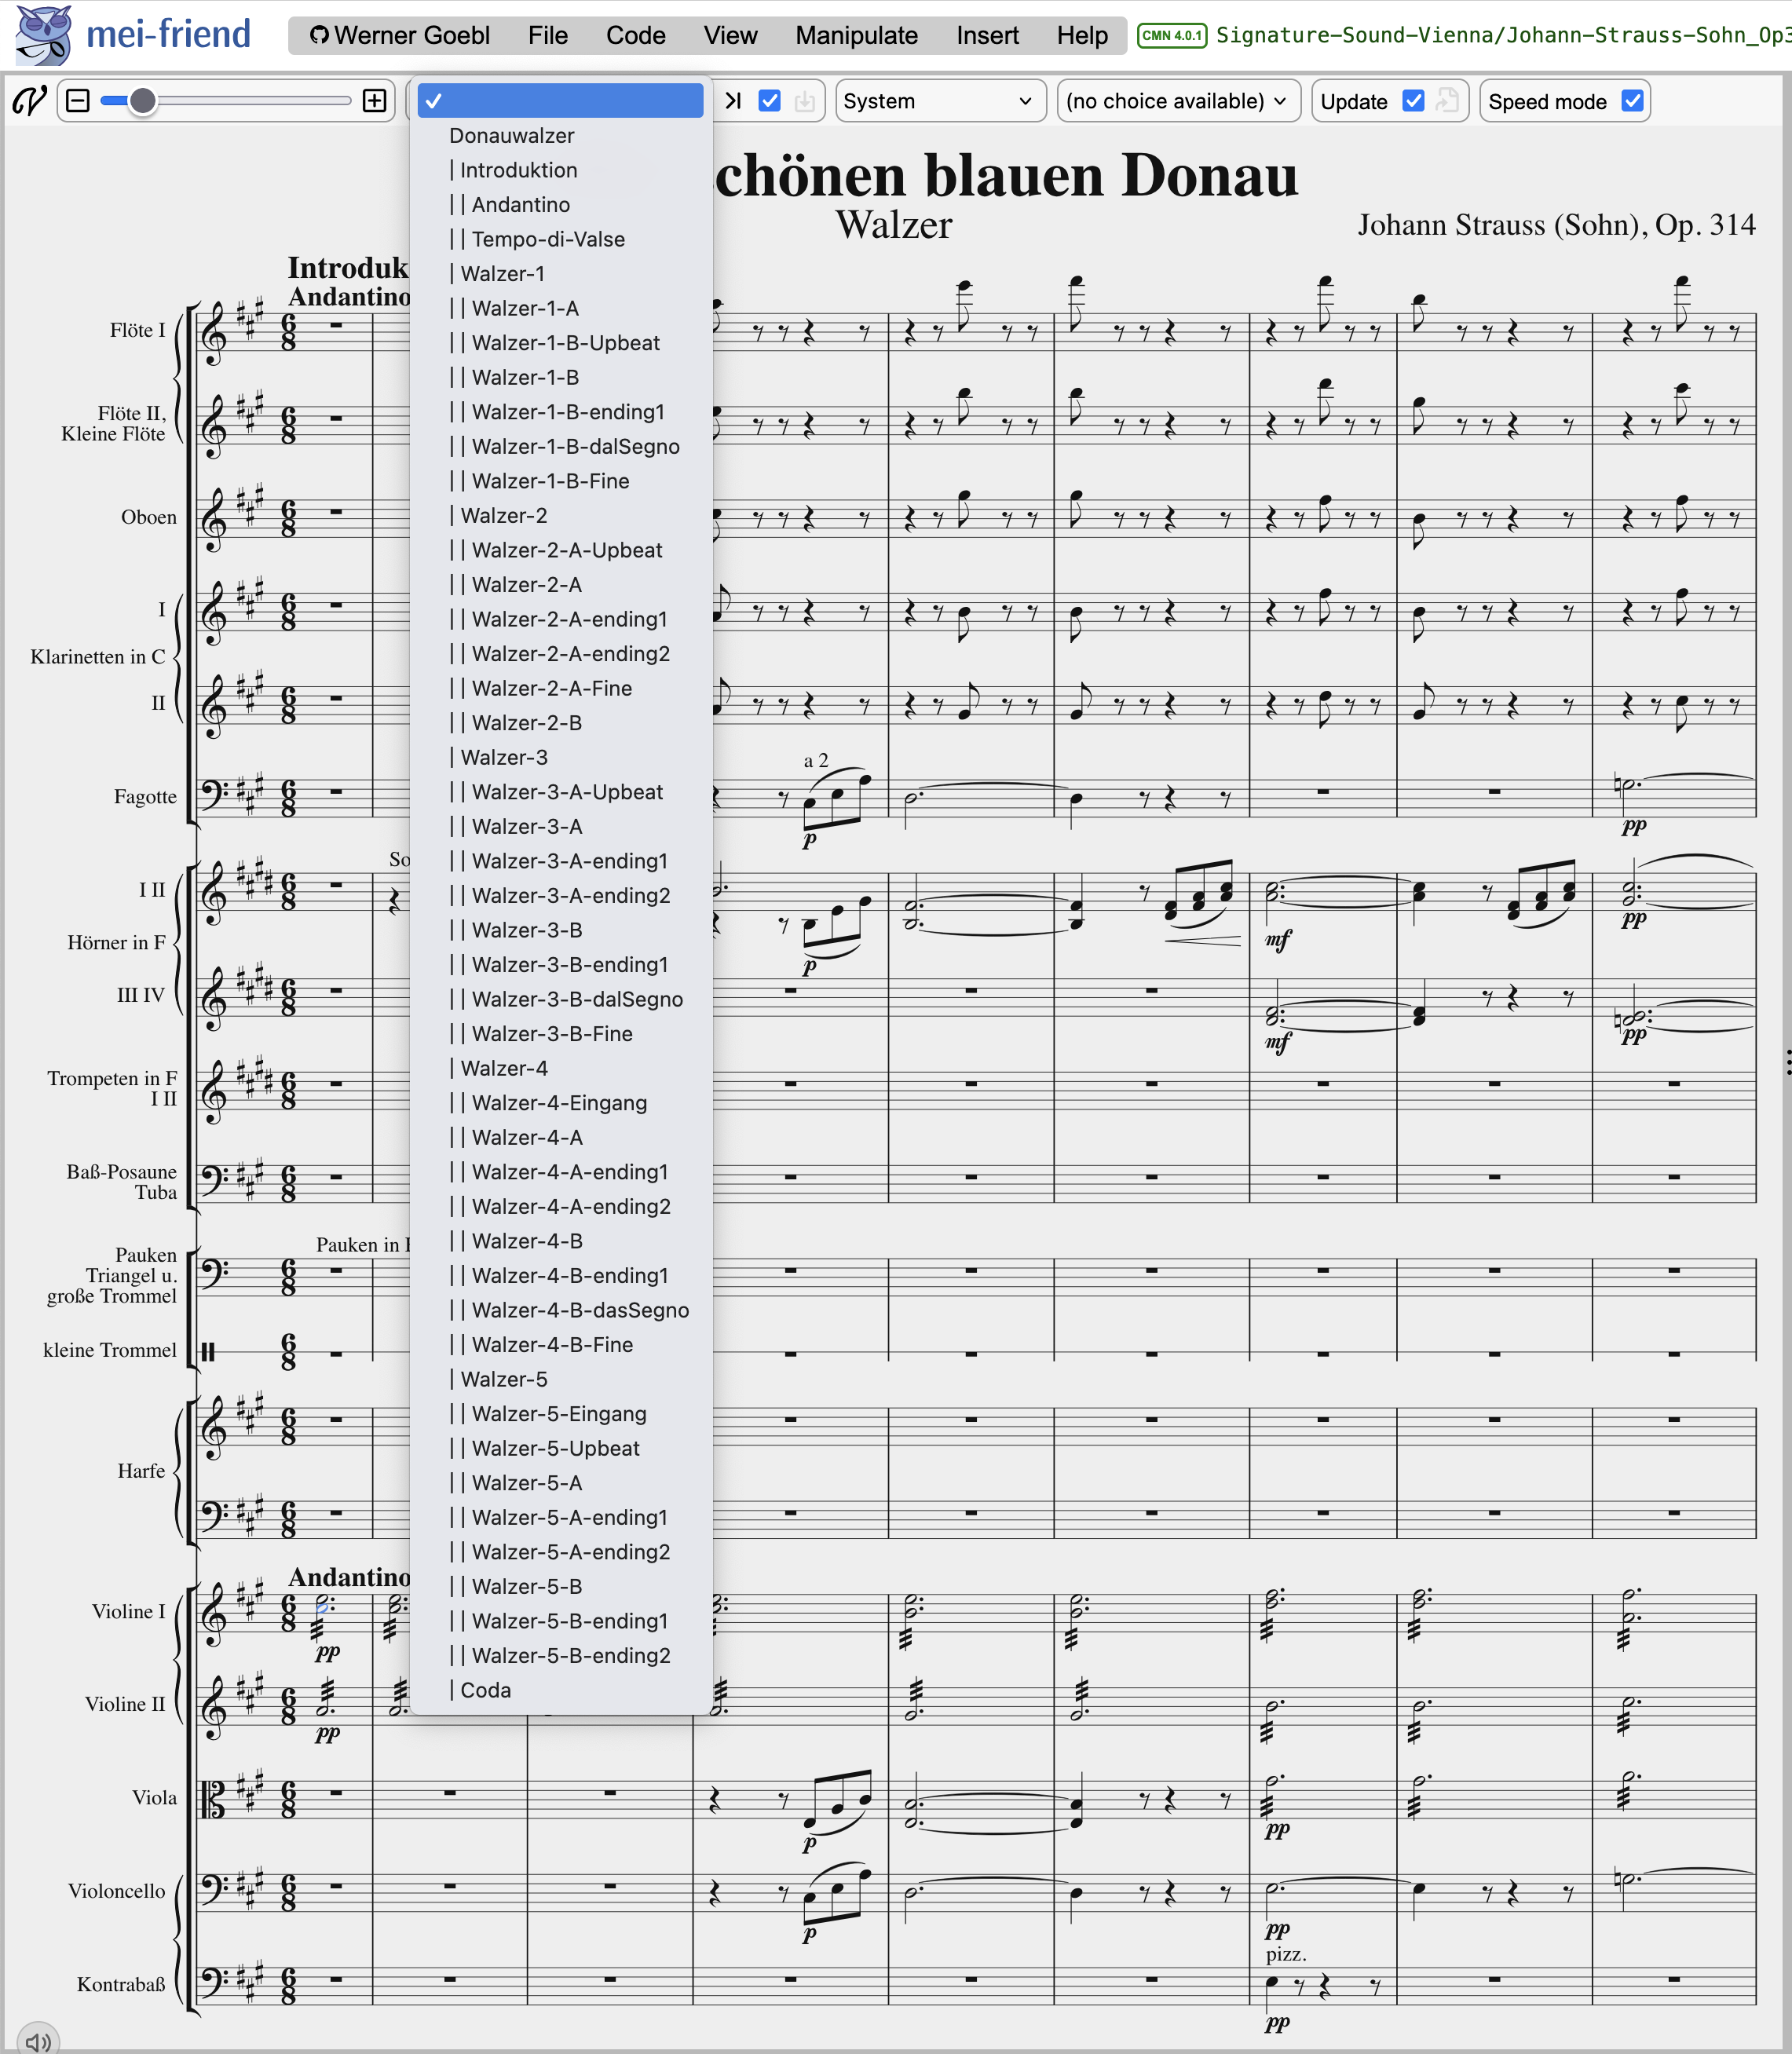 mei-friend
Werner Goebl File Code View Manipulate Insert Help
CMN 4.0.1 Signature-Sound-Vienna/Johann-Strauss-Sohn_Op3
System
(no choice available)
Update
Speed mode
Donauwalzer
| Introduktion
| | Andantino
| | Tempo-di-Valse
| Walzer-1
| | Walzer-1-A
| | Walzer-1-B-Upbeat
| | Walzer-1-B
| | Walzer-1-B-ending1
| | Walzer-1-B-dalSegno
| | Walzer-1-B-Fine
| Walzer-2
| | Walzer-2-A-Upbeat
| | Walzer-2-A
| | Walzer-2-A-ending1
| | Walzer-2-A-ending2
| | Walzer-2-A-Fine
| | Walzer-2-B
| Walzer-3
| | Walzer-3-A-Upbeat
| | Walzer-3-A
| | Walzer-3-A-ending1
| | Walzer-3-A-ending2
| | Walzer-3-B
| | Walzer-3-B-ending1
| | Walzer-3-B-dalSegno
| | Walzer-3-B-Fine
| Walzer-4
| | Walzer-4-Eingang
| | Walzer-4-A
| | Walzer-4-A-ending1
| | Walzer-4-A-ending2
| | Walzer-4-B
| | Walzer-4-B-ending1
| | Walzer-4-B-dasSegno
| | Walzer-4-B-Fine
| Walzer-5
| | Walzer-5-Eingang
| | Walzer-5-Upbeat
| | Walzer-5-A
| | Walzer-5-A-ending1
| | Walzer-5-A-ending2
| | Walzer-5-B
| | Walzer-5-B-ending1
| | Walzer-5-B-ending2
| Coda
chönen blauen Donau
Walzer
Johann Strauss (Sohn), Op. 314
Introduk
Andantino
Flöte I
Flöte II,
Kleine Flöte
Oboen
I
Klarinetten in C
II
a 2
Fagotte
p
pp
So
I II
p
mf
pp
Hörner in F
III IV
mf
pp
Trompeten in F
I II
Baß-Posaune
Tuba
Pauken in
Pauken
Triangel u.
große Trommel
kleine Trommel
Harfe
Andantino
Violine I
pp
Violine II
pp
Viola
p
pp
Violoncello
p
pp
pizz.
Kontrabaß
pp